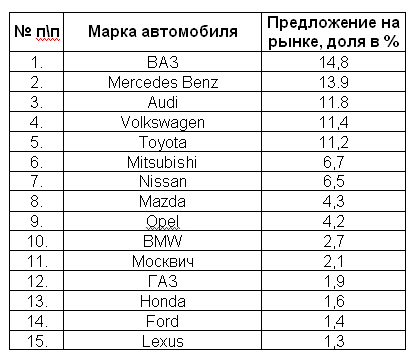 № п\п Марка автомобиля Предложение на рынке, доля в %
1. ВАЗ 14,8
2. Mercedes Benz 13.9
3. Audi 11.8
4. Volkswagen 11,4
5. Toyota 11,2
6. Mitsubishi 6,7
7. Nissan 6,5
8. Mazda 4,3
9. Opel 4,2
10. BMW 2,7
11. Москвич 2,1
12. ГАЗ 1,9
13. Honda 1,6
14. Ford 1,4
15. Lexus 1,3